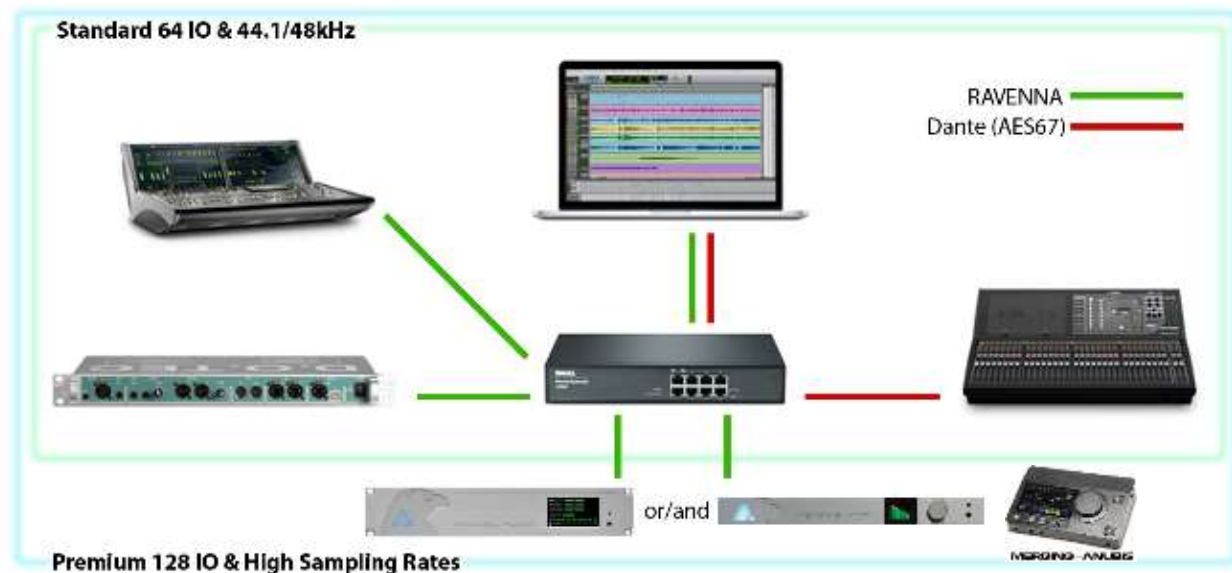 Standard 64 IO & 44.1/48kHz
RAVENNA
Dante (AES67)
or/and
MERGING - ANUBIS
Premium 128 IO & High Sampling Rates